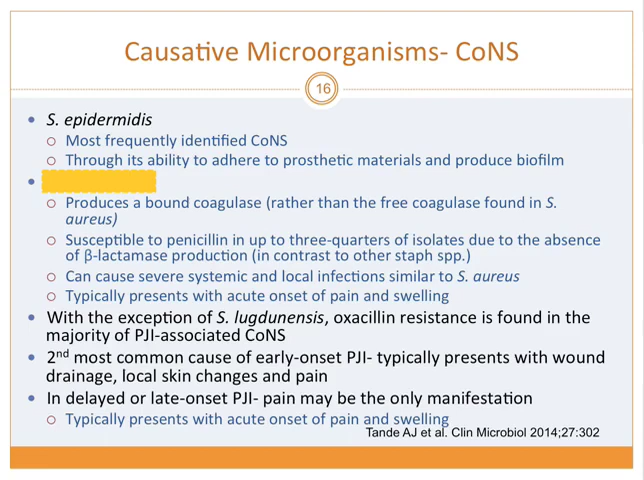 Causative Microorganisms- CoNS
16
• S. epidermidis
○ Most frequently identified CoNS
○ Through its ability to adhere to prosthetic materials and produce biofilm
•
○ Produces a bound coagulase (rather than the free coagulase found in S.
aureus)
○ Susceptible to penicillin in up to three-quarters of isolates due to the absence
of β-lactamase production (in contrast to other staph spp.)
○ Can cause severe systemic and local infections similar to S. aureus
○ Typically presents with acute onset of pain and swelling
• With the exception of S. lugdunensis, oxacillin resistance is found in the
majority of PJI-associated CoNS
• 2nd most common cause of early-onset PJI- typically presents with wound
drainage, local skin changes and pain
• In delayed or late-onset PJI- pain may be the only manifestation
○ Typically presents with acute onset of pain and swelling
Tande AJ et al. Clin Microbiol 2014;27:302